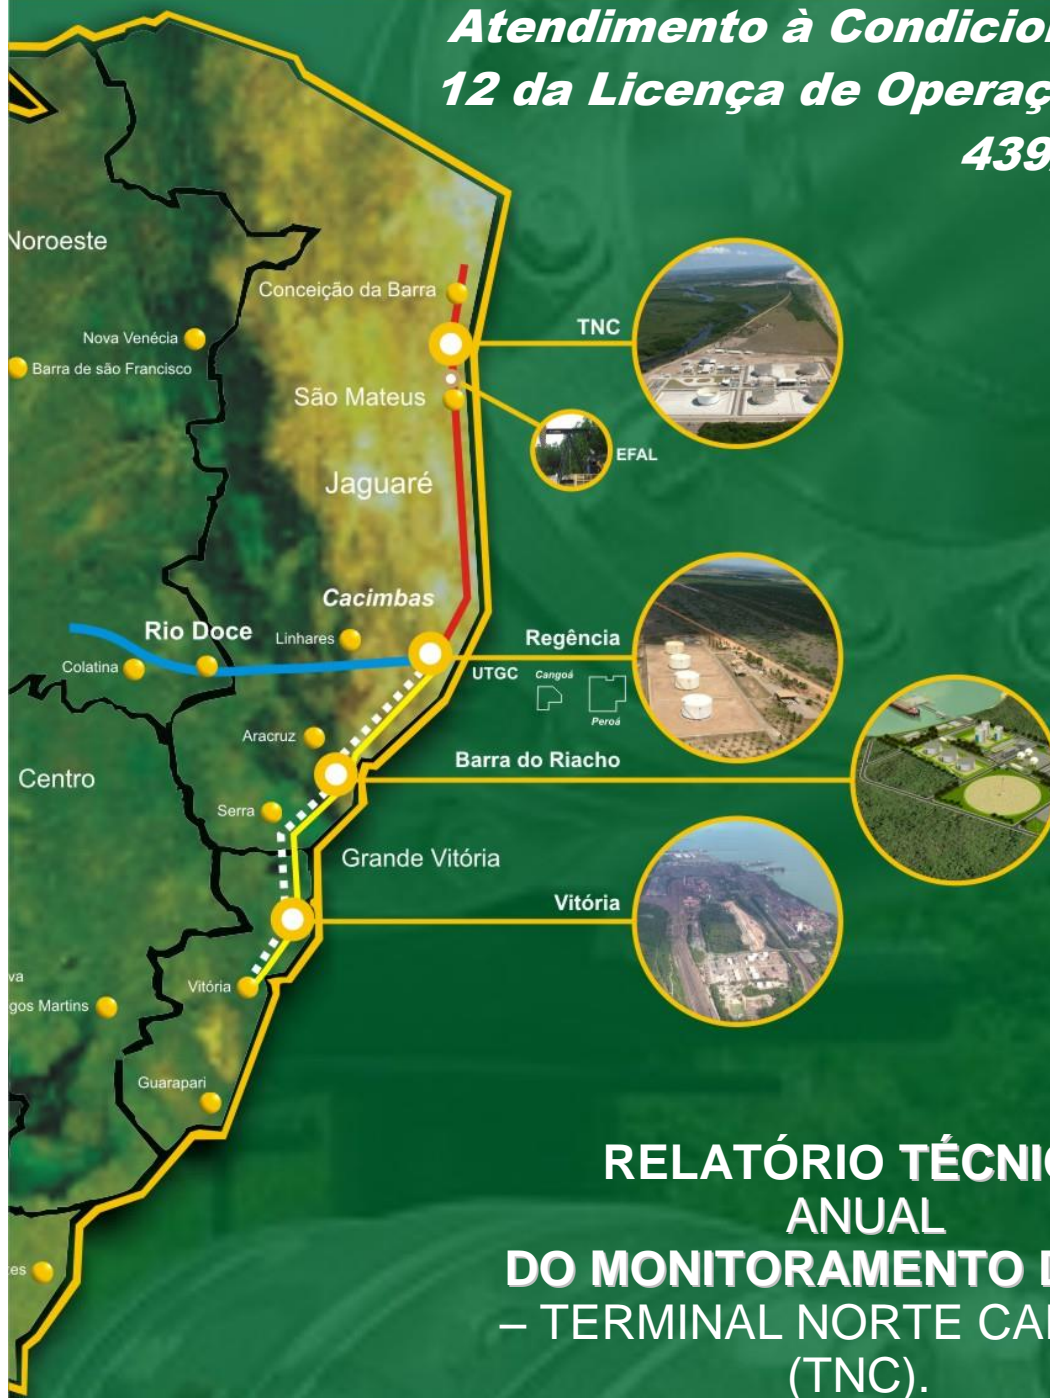 Atendimento à Condicion
12 da Licença de Operaç
439
Noroeste
Conceição da Barra
TNC
Nova Venécia
Barra de são Francisco
São Mateus
EFAL
Jaguaré
Cacimbas
Rio Doce
Linhares
Regência
Colatina
UTGC
Cangoá
Peroá
Aracruz
Barra do Riacho
Centro
Serra
Grande Vitória
Vitória
va
Vitória
gos Martins
Guarapari
RELATÓRIO TÉCNI
ANUAL
DO MONITORAMENTO D
es
– TERMINAL NORTE CA
(TNC).